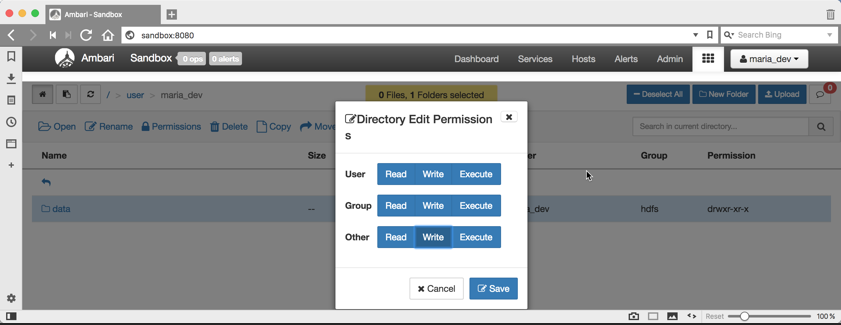 Ambari - Sandbox
sandbox:8080
Search Bing
Ambari Sandbox 0 ops 0 alerts Dashboard Services Hosts Alerts Admin maria_dev
/ > user > maria_dev 0 Files, 1 Folders selected Deselect All New Folder Upload 0
Open Rename Permissions Delete Copy Move Search in current directory...
Directory Edit Permission
s
Name Size er Group Permission
User Read Write Execute
data -- a_dev hdfs drwxr-xr-x
Group Read Write Execute
Other Read Write Execute
Cancel Save
Reset 100 %